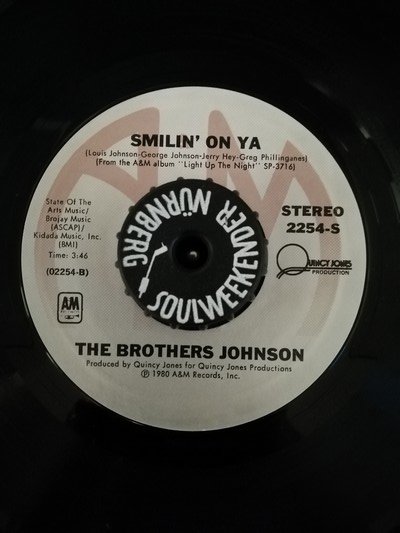 SMILIN' ON YA
(Louis Johnson-George Johnson-Jerry Hey-Greg Phillinganes)
(From the A&M album "Light Up The Night" SP-3716)
State Of The
Arts Music/
Brojay Music
(ASCAP)/
Kidada Music, Inc.
(BMI)
Time: 3:46
(02254-B)
STEREO
2254-S
QUINCY JONES
PRODUCTION
SOULWEEKENDER NÜRNBERG
A&M
RECORDS
THE BROTHERS JOHNSON
Produced by Quincy Jones for Quincy Jones Productions
℗ 1980 A&M Records, Inc.